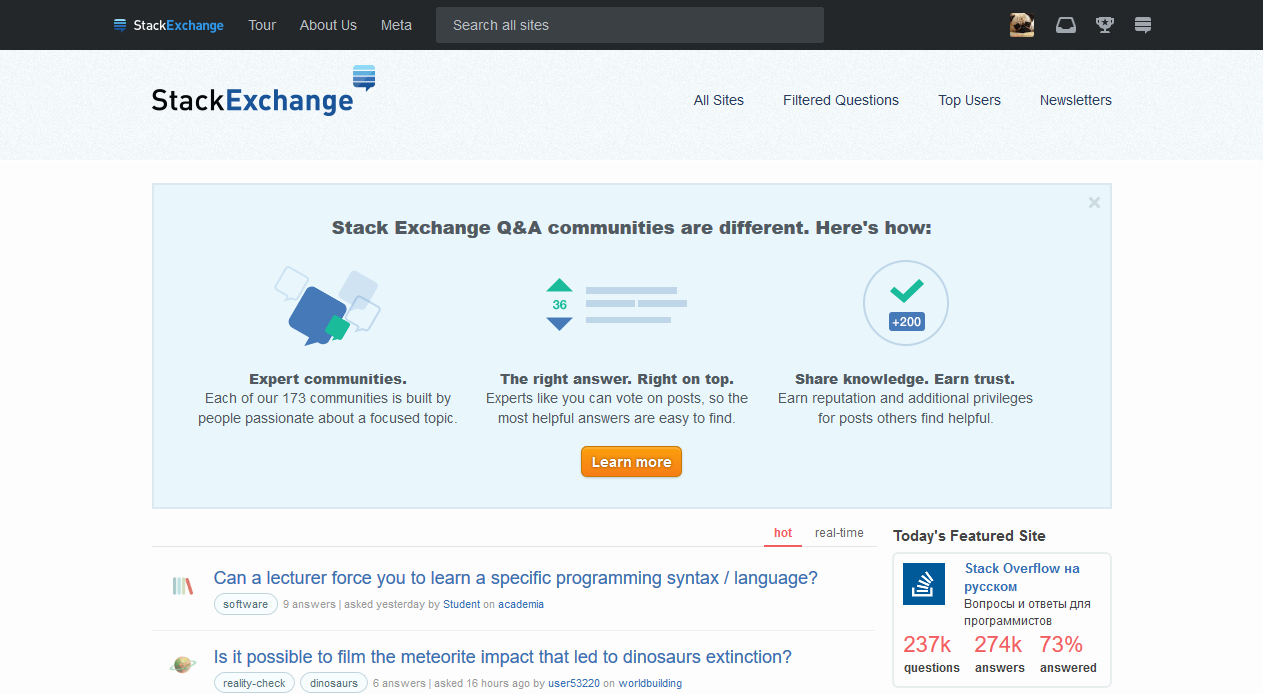 StackExchange Tour About Us Meta Search all sites
StackExchange
All Sites Filtered Questions Top Users Newsletters
Stack Exchange Q&A communities are different. Here's how:
36
+200
Expert communities.
Each of our 173 communities is built by
people passionate about a focused topic.
The right answer. Right on top.
Experts like you can vote on posts, so the
most helpful answers are easy to find.
Share knowledge. Earn trust.
Earn reputation and additional privileges
for posts others find helpful.
Learn more
hot real-time
Can a lecturer force you to learn a specific programming syntax / language?
software 9 answers | asked yesterday by Student on academia
Is it possible to film the meteorite impact that led to dinosaurs extinction?
reality-check dinosaurs 6 answers | asked 16 hours ago by user53220 on worldbuilding
Today's Featured Site
Stack Overflow на
русском
Вопросы и ответы для
программистов
237k 274k 73%
questions answers answered